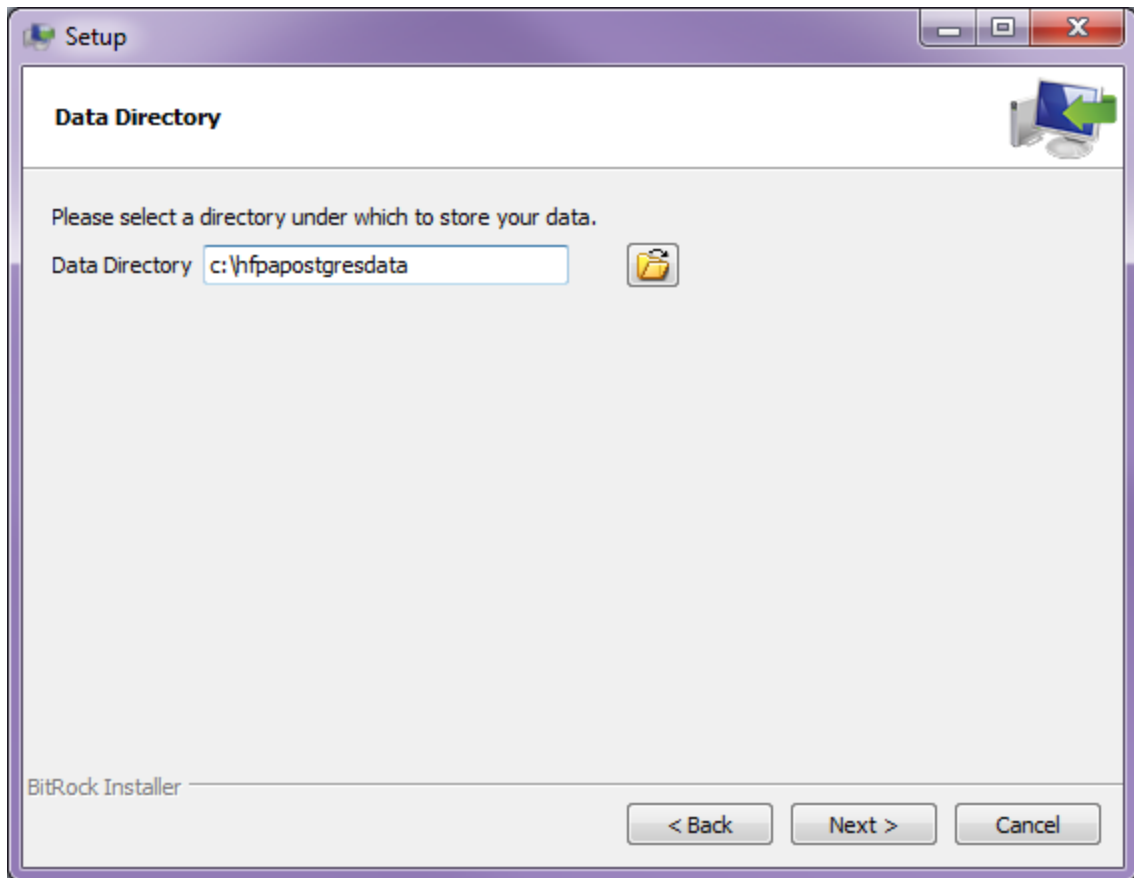 Setup
Data Directory
Please select a directory under which to store your data.
Data Directory c:\hfpapostgresdata
BitRock Installer
< Back Next > Cancel